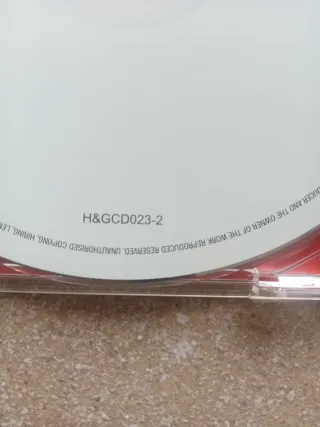 H&GCD023-2
DUCER AND THE OWNER OF THE WORK REPRODUCED RESERVED. UNAUTHORISED COPYING, HIRING, LEN